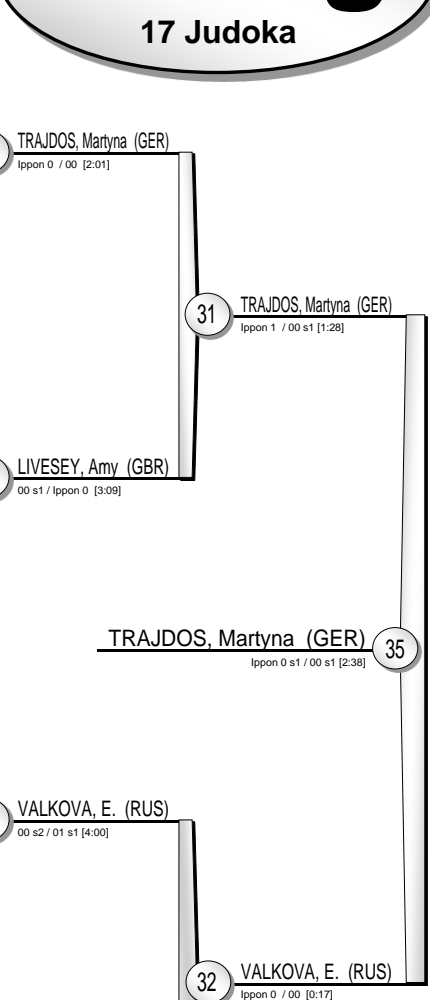 17 Judoka
TRAJDOS, Martyna (GER)
Ippon 0 / 00 [2:01]
31
TRAJDOS, Martyna (GER)
Ippon 1 / 00 s1 [1:28]
LIVESEY, Amy (GBR)
00 s1 / Ippon 0 [3:09]
TRAJDOS, Martyna (GER)
35
Ippon 0 s1 / 00 s1 [2:38]
VALKOVA, E. (RUS)
00 s2 / 01 s1 [4:00]
32
VALKOVA, E. (RUS)
Ippon 0 / 00 [0:17]